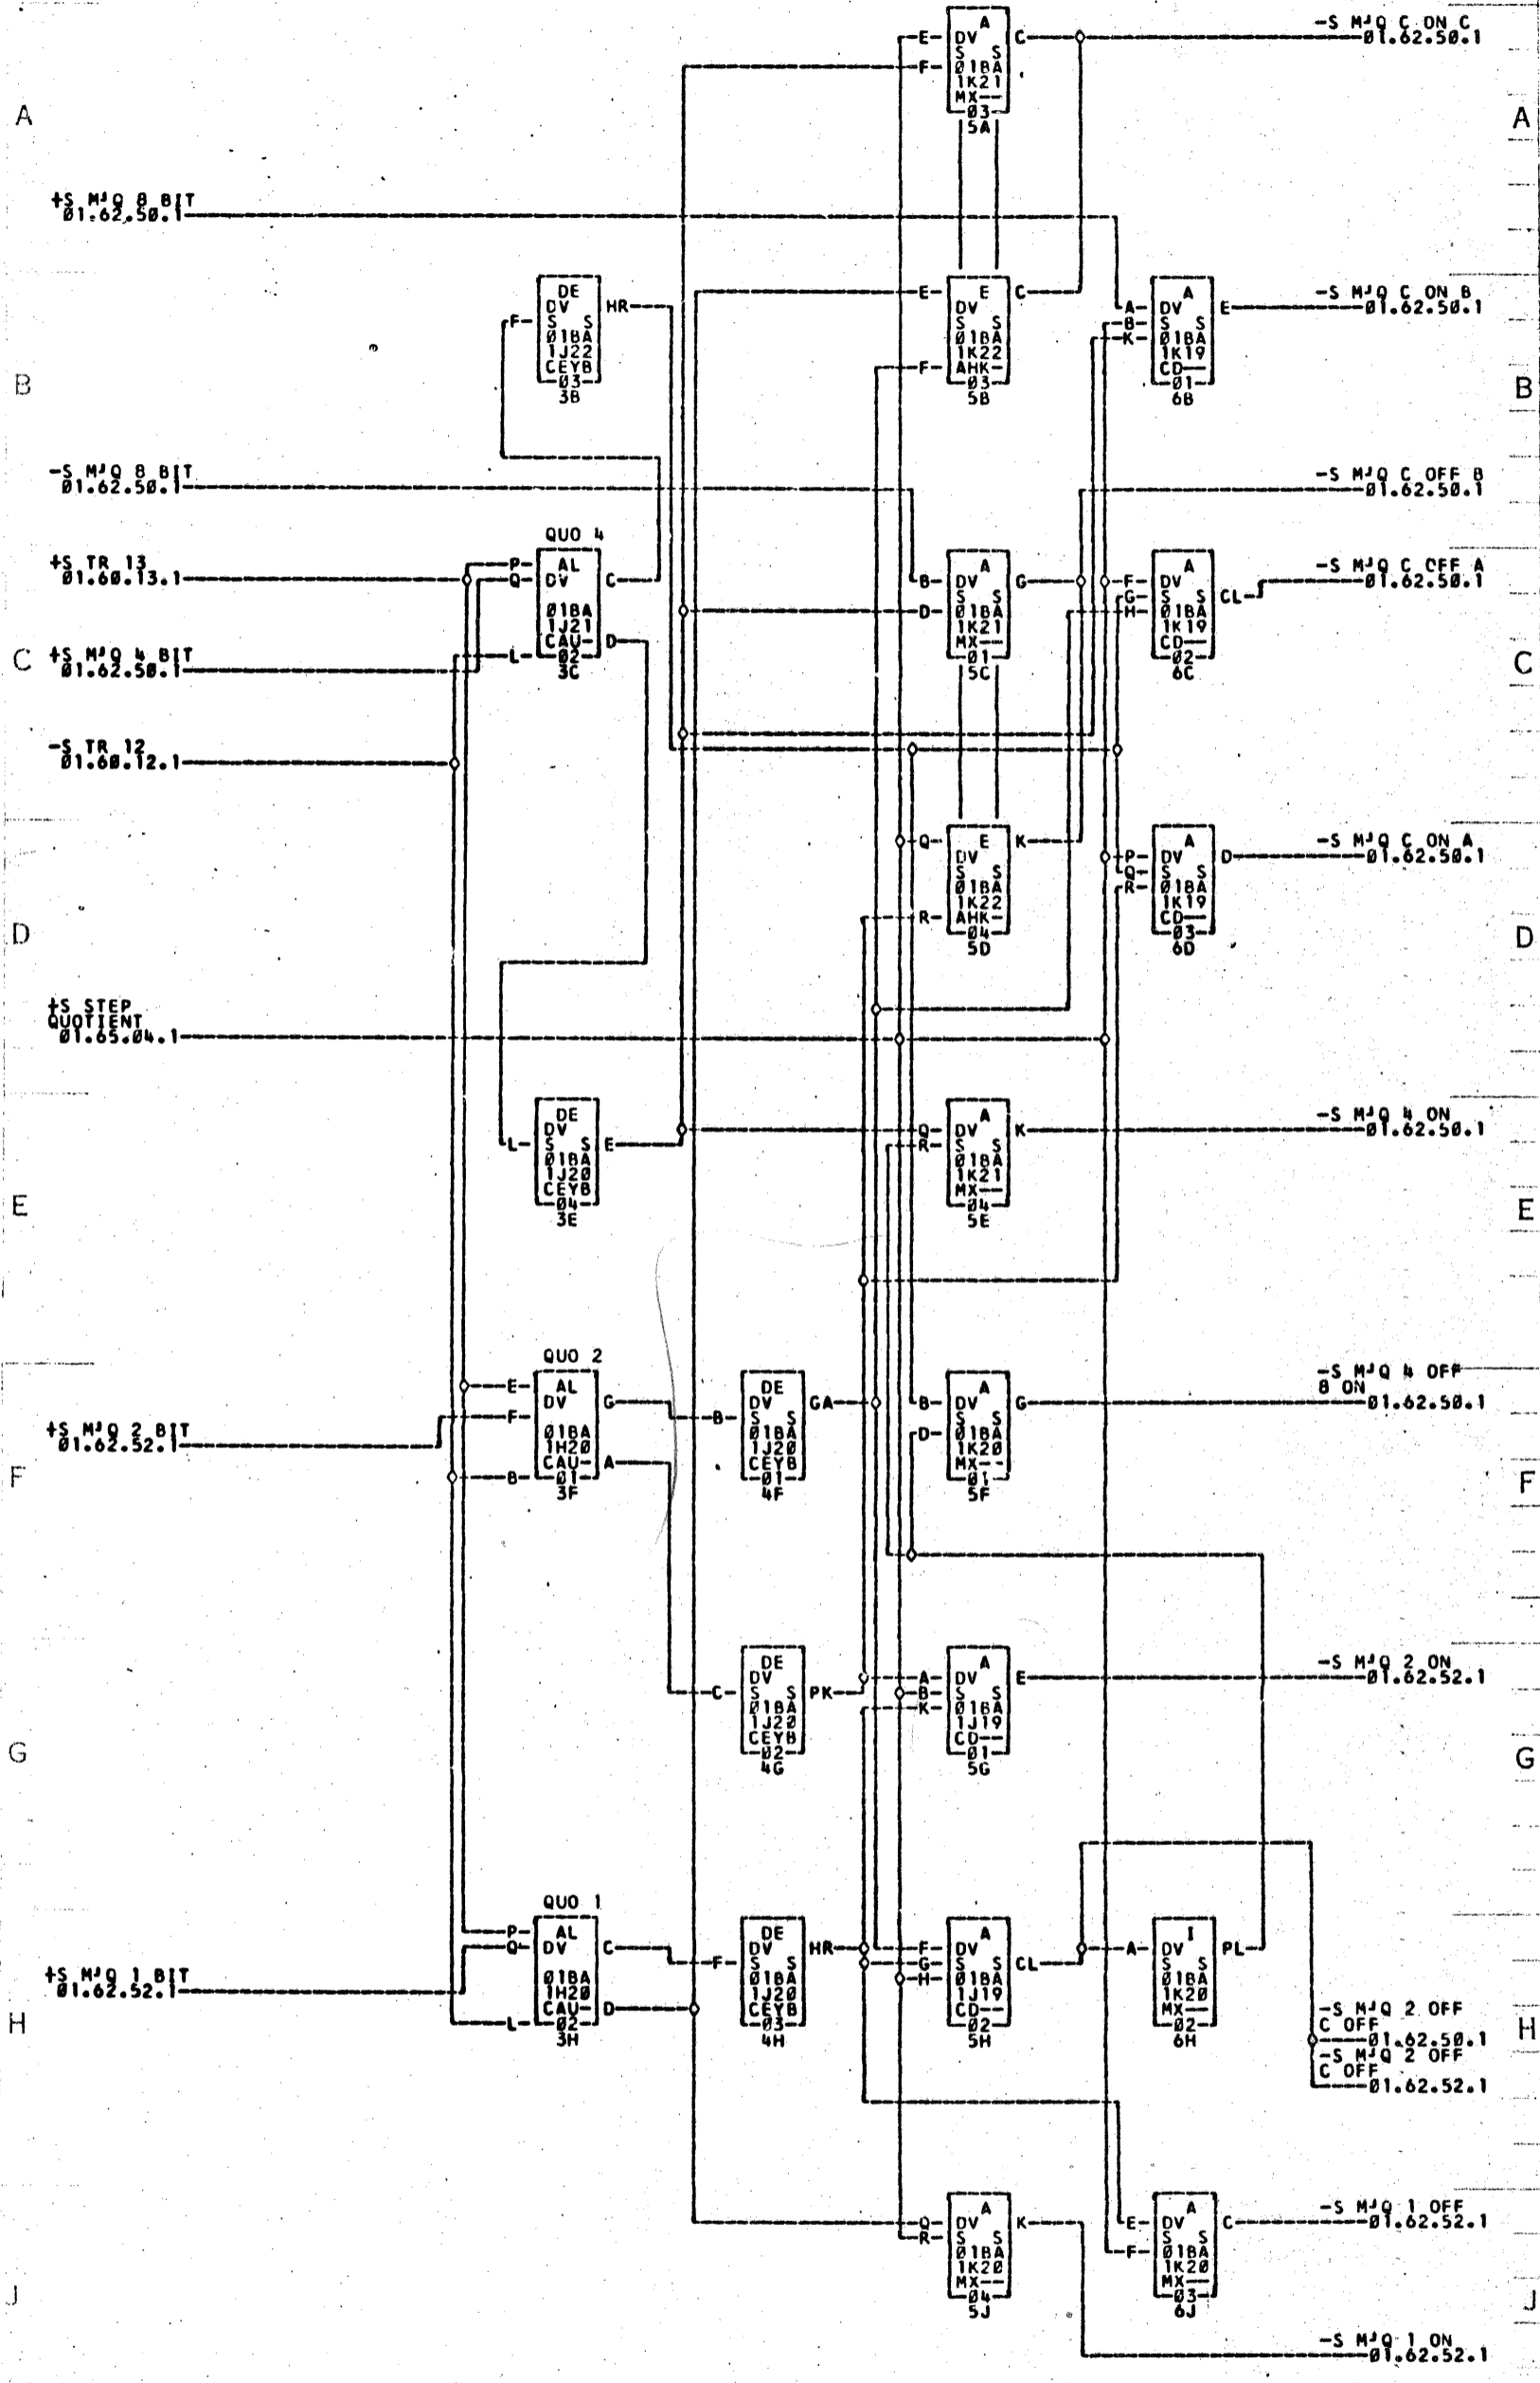 A
DV
S S
01BA
1K21
MX--
03
5A
E
F
C
-S MJQ C ON C
01.62.50.1
A
A
+S MJQ 8 BIT
01.62.50.1
DE
DV
S S
01BA
1J22
CEYB
03
3B
F
HR
E
DV
S S
01BA
1K22
AHK-
03
5B
E
F
C
A
DV
S S
01BA
1K19
CD--
01
6B
A
B
K
E
-S MJQ C ON B
01.62.50.1
B
B
-S MJQ 8 BIT
01.62.50.1
-S MJQ C OFF B
01.62.50.1
+S TR 13
01.60.13.1
QUO 4
AL
DV
01BA
1J21
CAU-
02
3C
P
Q
L
C
D
A
DV
S S
01BA
1K21
MX--
01
5C
B
D
G
A
DV
S S
01BA
1K19
CD--
02
6C
F
G
H
CL
-S MJQ C OFF A
01.62.50.1
C
+S MJQ 4 BIT
01.62.50.1
C
-S TR 12
01.60.12.1
E
DV
S S
01BA
1K22
AHK-
04
5D
Q
R
K
A
DV
S S
01BA
1K19
CD--
03
6D
P
Q
R
D
-S MJQ C ON A
01.62.50.1
D
D
+S STEP
QUOTIENT
01.65.04.1
DE
DV
S S
01BA
1J20
CEYB
04
3E
L
E
A
DV
S S
01BA
1K21
MX--
04
5E
Q
R
K
-S MJQ 4 ON
01.62.50.1
E
E
QUO 2
AL
DV
01BA
1H20
CAU-
01
3F
E
F
B
G
A
DE
DV
S S
01BA
1J20
CEYB
01
4F
B
GA
A
DV
S S
01BA
1K20
MX--
01
5F
B
D
G
-S MJQ 4 OFF
8 ON
01.62.50.1
+S MJQ 2 BIT
01.62.52.1
F
F
DE
DV
S S
01BA
1J20
CEYB
02
4G
C
PK
A
DV
S S
01BA
1J19
CD--
01
5G
A
B
K
E
-S MJQ 2 ON
01.62.52.1
G
G
QUO 1
AL
DV
01BA
1H20
CAU-
02
3H
P
Q
L
C
D
DE
DV
S S
01BA
1J20
CEYB
03
4H
F
HR
A
DV
S S
01BA
1J19
CD--
02
5H
F
G
H
CL
I
DV
S S
01BA
1K20
MX--
02
6H
A
PL
+S MJQ 1 BIT
01.62.52.1
H
-S MJQ 2 OFF
C OFF
01.62.50.1
-S MJQ 2 OFF
C OFF
01.62.52.1
H
A
DV
S S
01BA
1K20
MX--
04
5J
Q
R
K
A
DV
S S
01BA
1K20
MX--
03
6J
E
F
C
-S MJQ 1 OFF
01.62.52.1
J
J
-S MJQ 1 ON
01.62.52.1